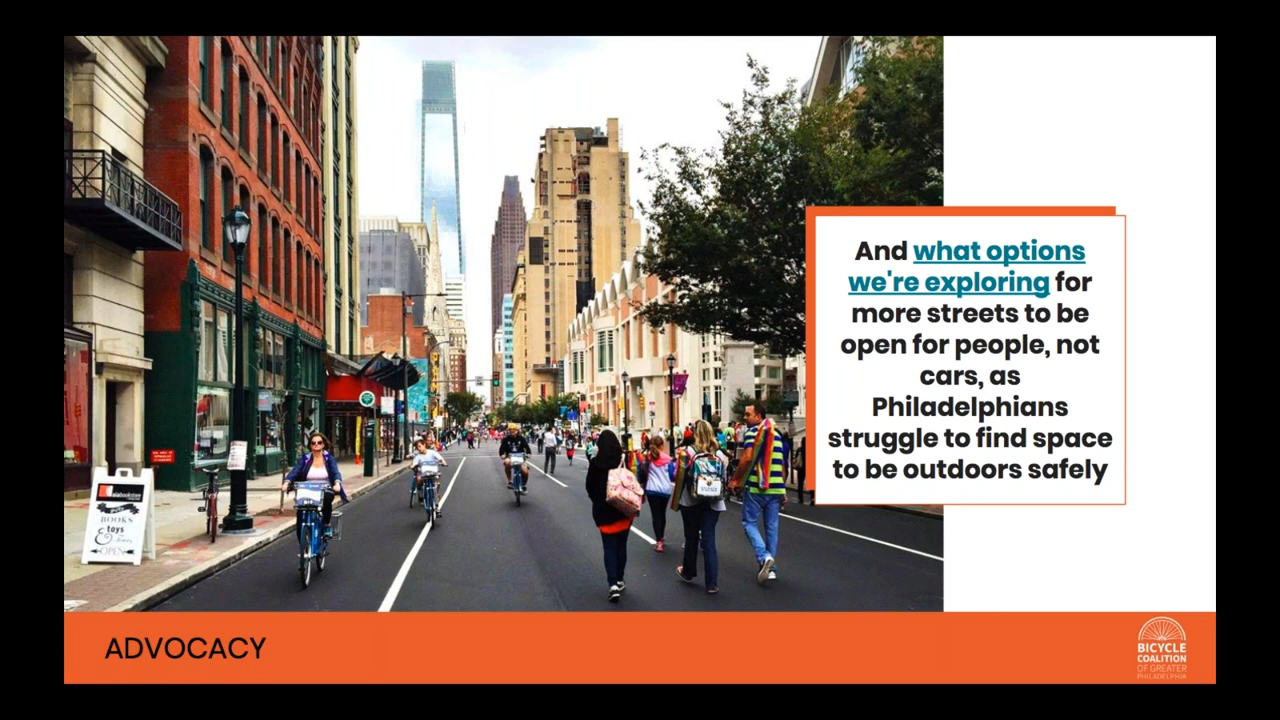 And what options
we're exploring for
more streets to be
open for people, not
cars, as
Philadelphians
struggle to find space
to be outdoors safely
BOOKS
& toys
OPEN
ADVOCACY
BICYCLE
COALITION
OF GREATER
PHILADELPHIA